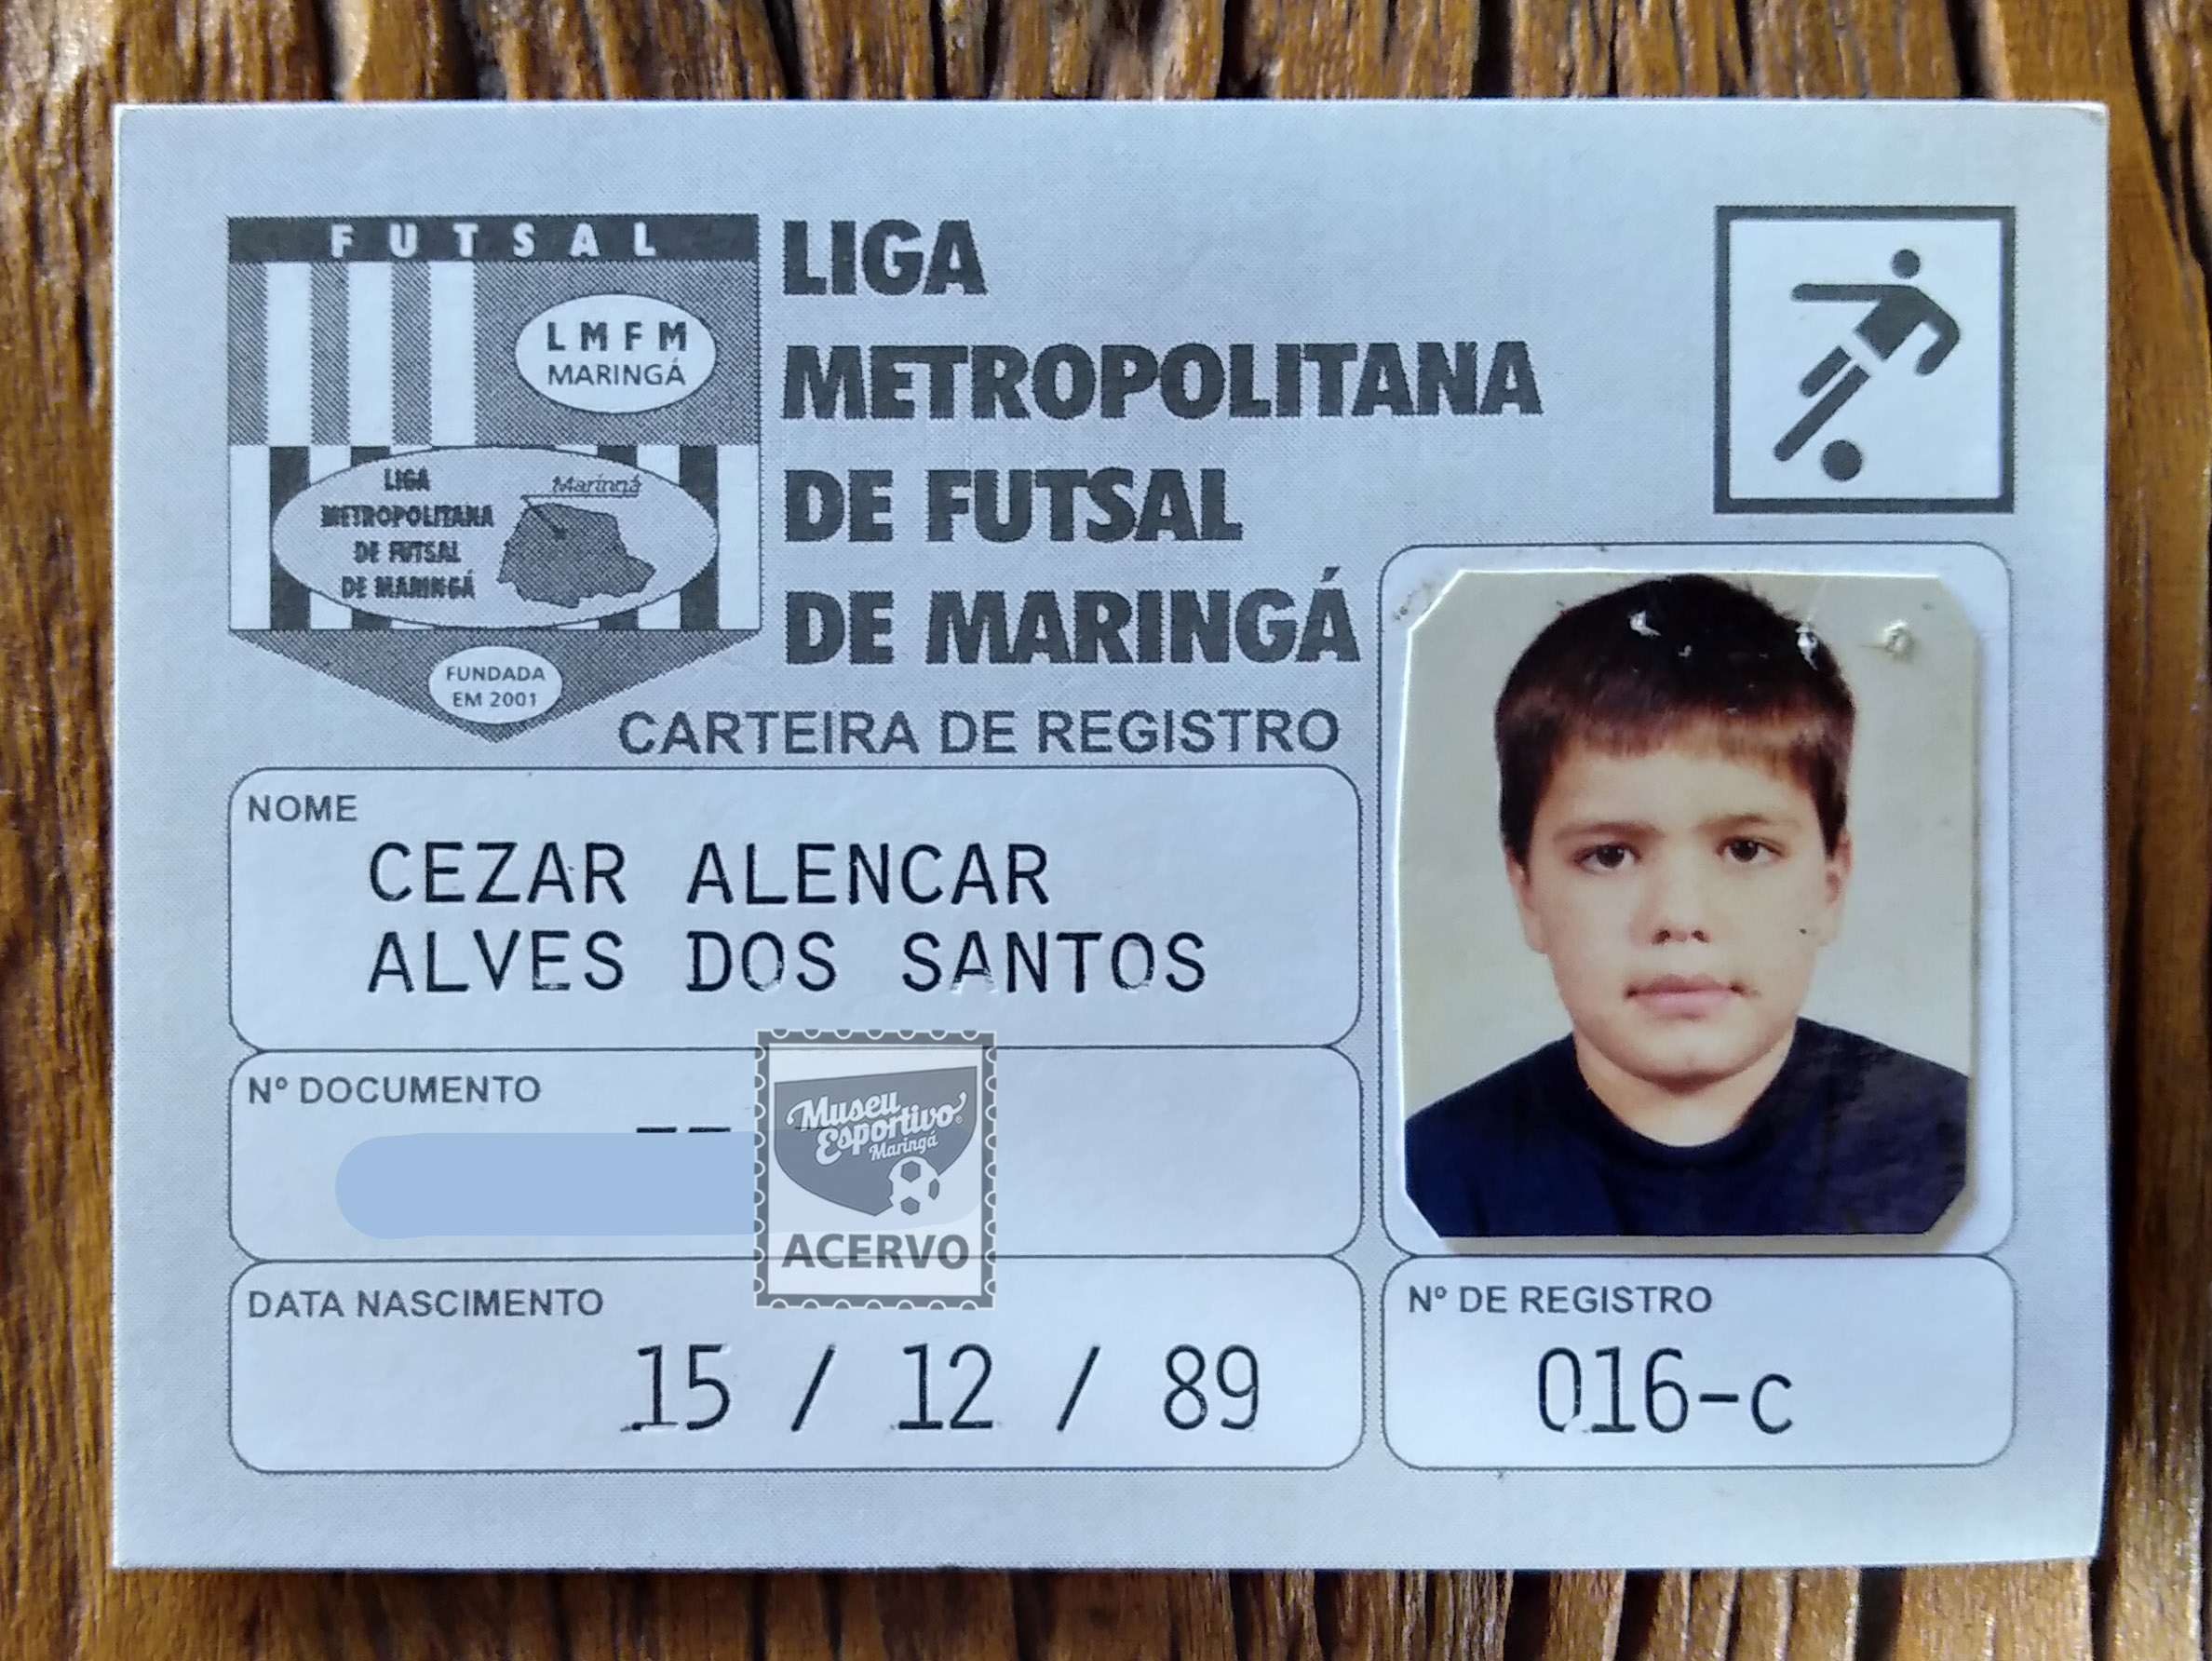 FUTSAL
LMFM
MARINGÁ
LIGA
METROPOLITANA
DE FUTSAL
DE MARINGÁ
Maringá
FUNDADA
EM 2001
LIGA
METROPOLITANA
DE FUTSAL
DE MARINGÁ
CARTEIRA DE REGISTRO
NOME
CEZAR ALENCAR
ALVES DOS SANTOS
Nº DOCUMENTO
Museu
Esportivo
Maringá
ACERVO
DATA NASCIMENTO
15 / 12 / 89
Nº DE REGISTRO
016-c